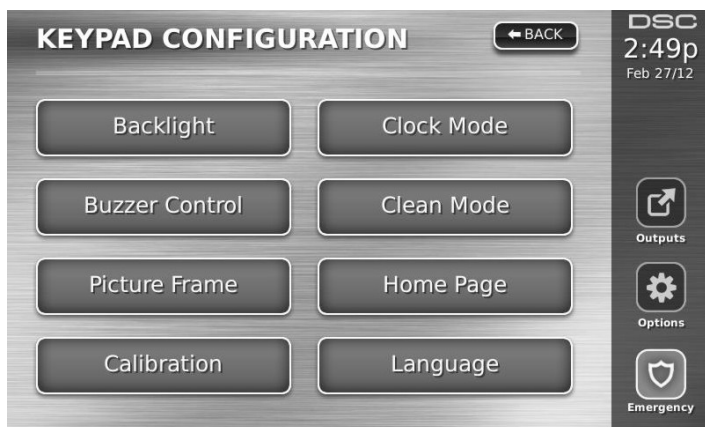 KEYPAD CONFIGURATION
BACK
DSC
2:49p
Feb 27/12
Backlight
Clock Mode
Buzzer Control
Clean Mode
Picture Frame
Home Page
Calibration
Language
Outputs
Options
Emergency